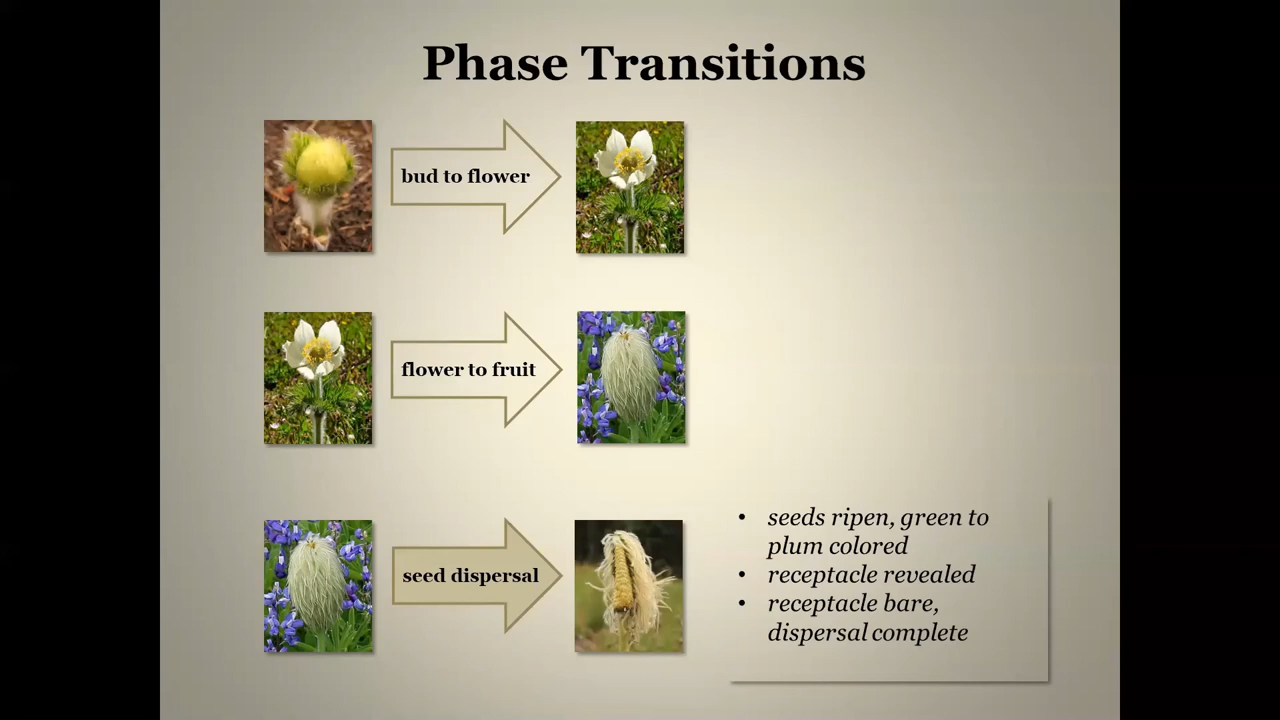 Phase Transitions
bud to flower
flower to fruit
seed dispersal
• seeds ripen, green to
plum colored
• receptacle revealed
• receptacle bare,
dispersal complete